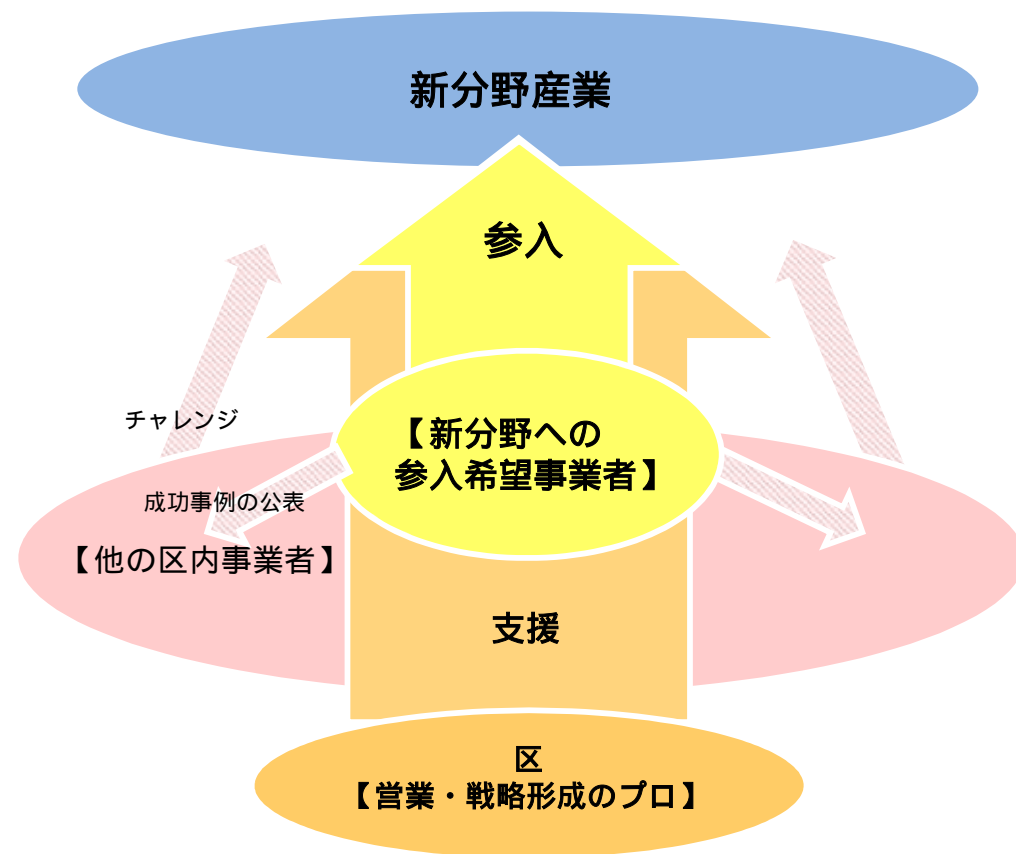 新分野産業
参入
【新分野への
参入希望事業者】
チャレンジ
成功事例の公表
【他の区内事業者】
支援
区
【営業・戦略形成のプロ】